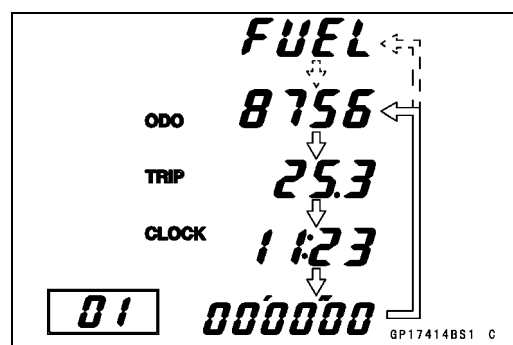 FUEL
ODO 8756
TRIP 25.3
CLOCK 11:23
01 000000
GP17414BS1 C